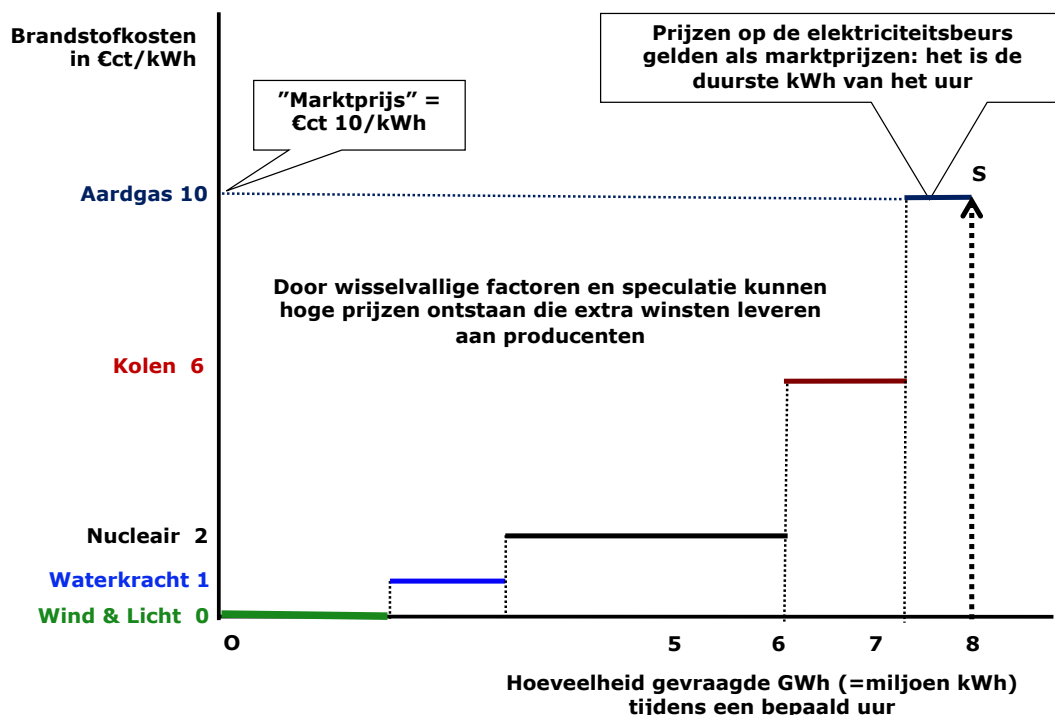 Brandstofkosten
in €ct/kWh
”Marktprijs” =
€ct 10/kWh
Prijzen op de elektriciteitsbeurs
gelden als marktprijzen: het is de
duurste kWh van het uur
Aardgas 10
S
Door wisselvallige factoren en speculatie kunnen
hoge prijzen ontstaan die extra winsten leveren
aan producenten
Kolen 6
Nucleair 2
Waterkracht 1
Wind & Licht 0
O 5 6 7 8
Hoeveelheid gevraagde GWh (=miljoen kWh)
tijdens een bepaald uur